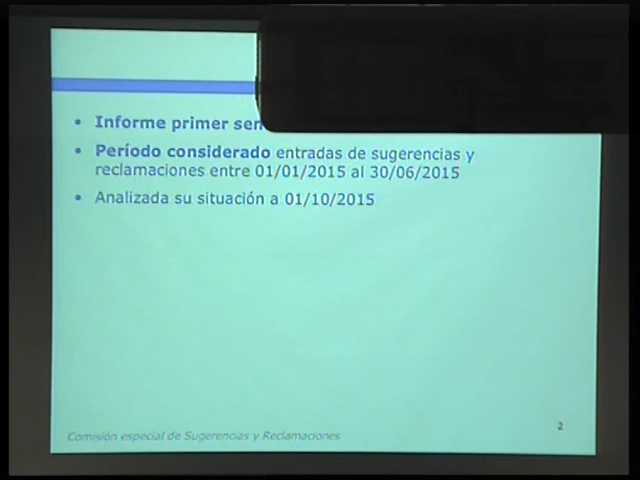 • Informe primer
• Período considerado entradas de sugerencias y
reclamaciones entre 01/01/2015 al 30/06/2015
• Analizada su situación a 01/10/2015
Comisión especial de Sugerencias y Reclamaciones
2